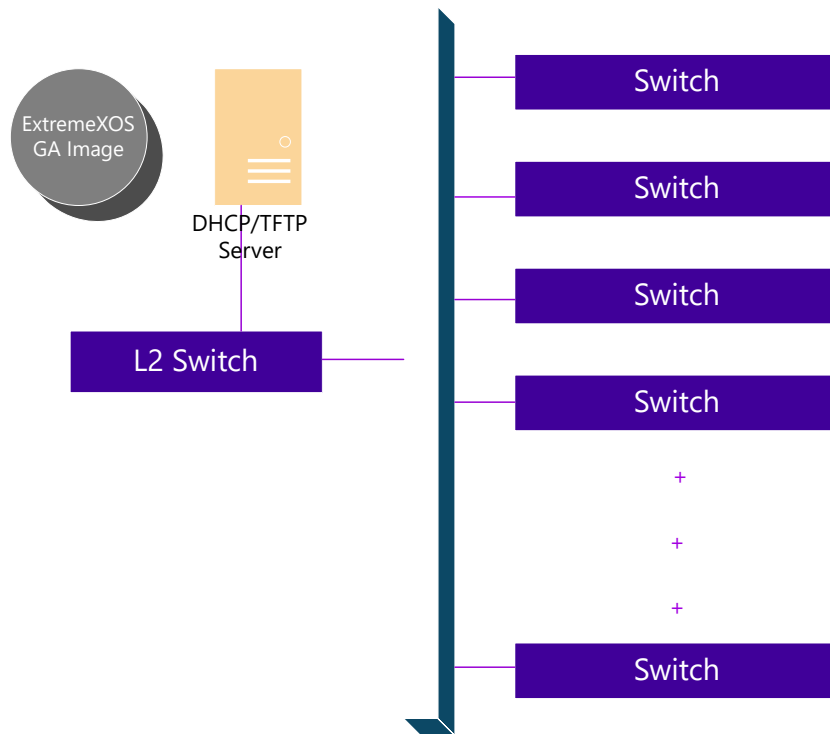 ExtremeXOS
GA Image
DHCP/TFTP
Server
L2 Switch
Switch
Switch
Switch
Switch
+
+
+
Switch